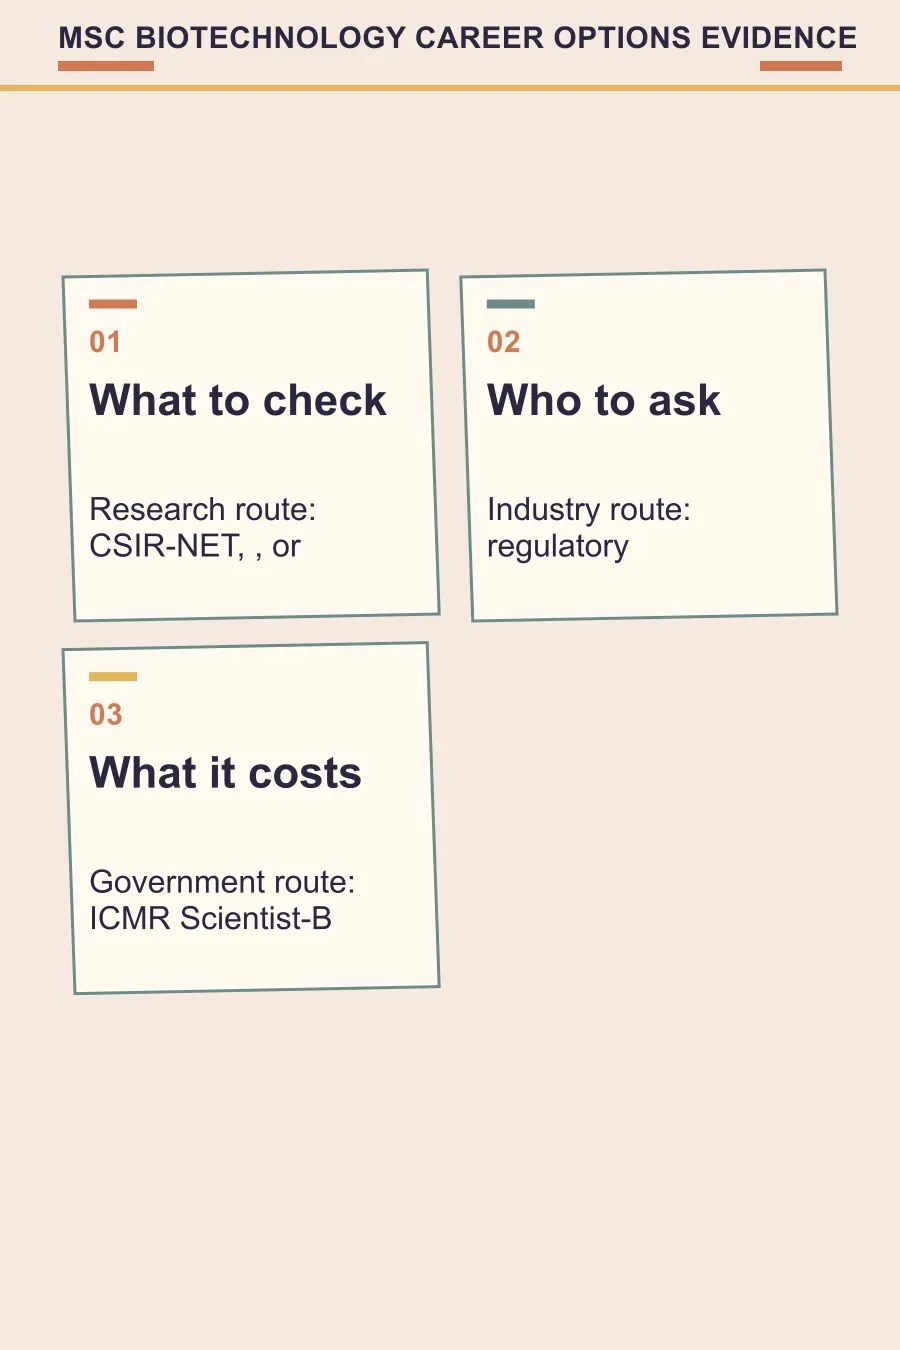 MSC BIOTECHNOLOGY CAREER OPTIONS EVIDENCE
01
What to check
Research route:
CSIR-NET, , or
02
Who to ask
Industry route:
regulatory
03
What it costs
Government route:
ICMR Scientist-B